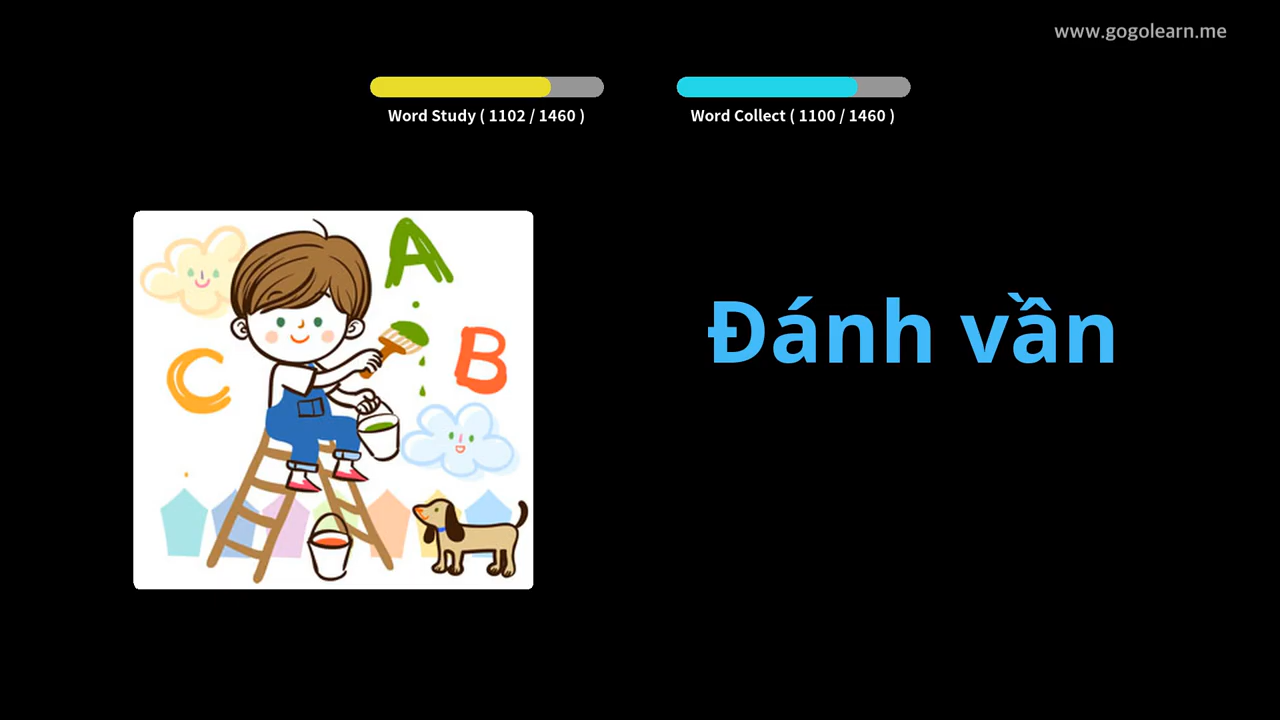 www.gogolearn.me
Word Study ( 1102 / 1460 )
Word Collect ( 1100 / 1460 )
A
B
C
Đánh vần